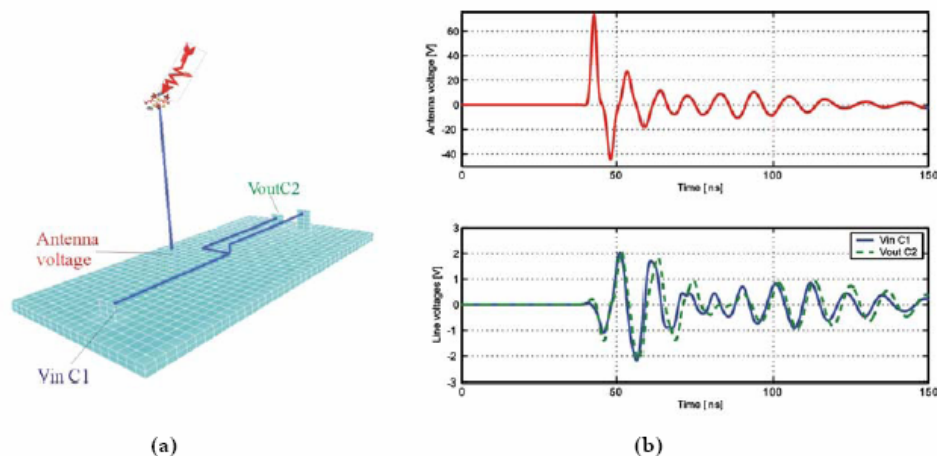 VoutC2
Antenna
voltage
Vin C1
(a)
Antenna voltage [V]
60
40
20
0
-20
-40
0
50
100
150
Time [ns]
Line voltages [V]
3
2
1
0
-1
-2
-3
Vin C1
Vout C2
0
50
100
150
Time [ns]
(b)